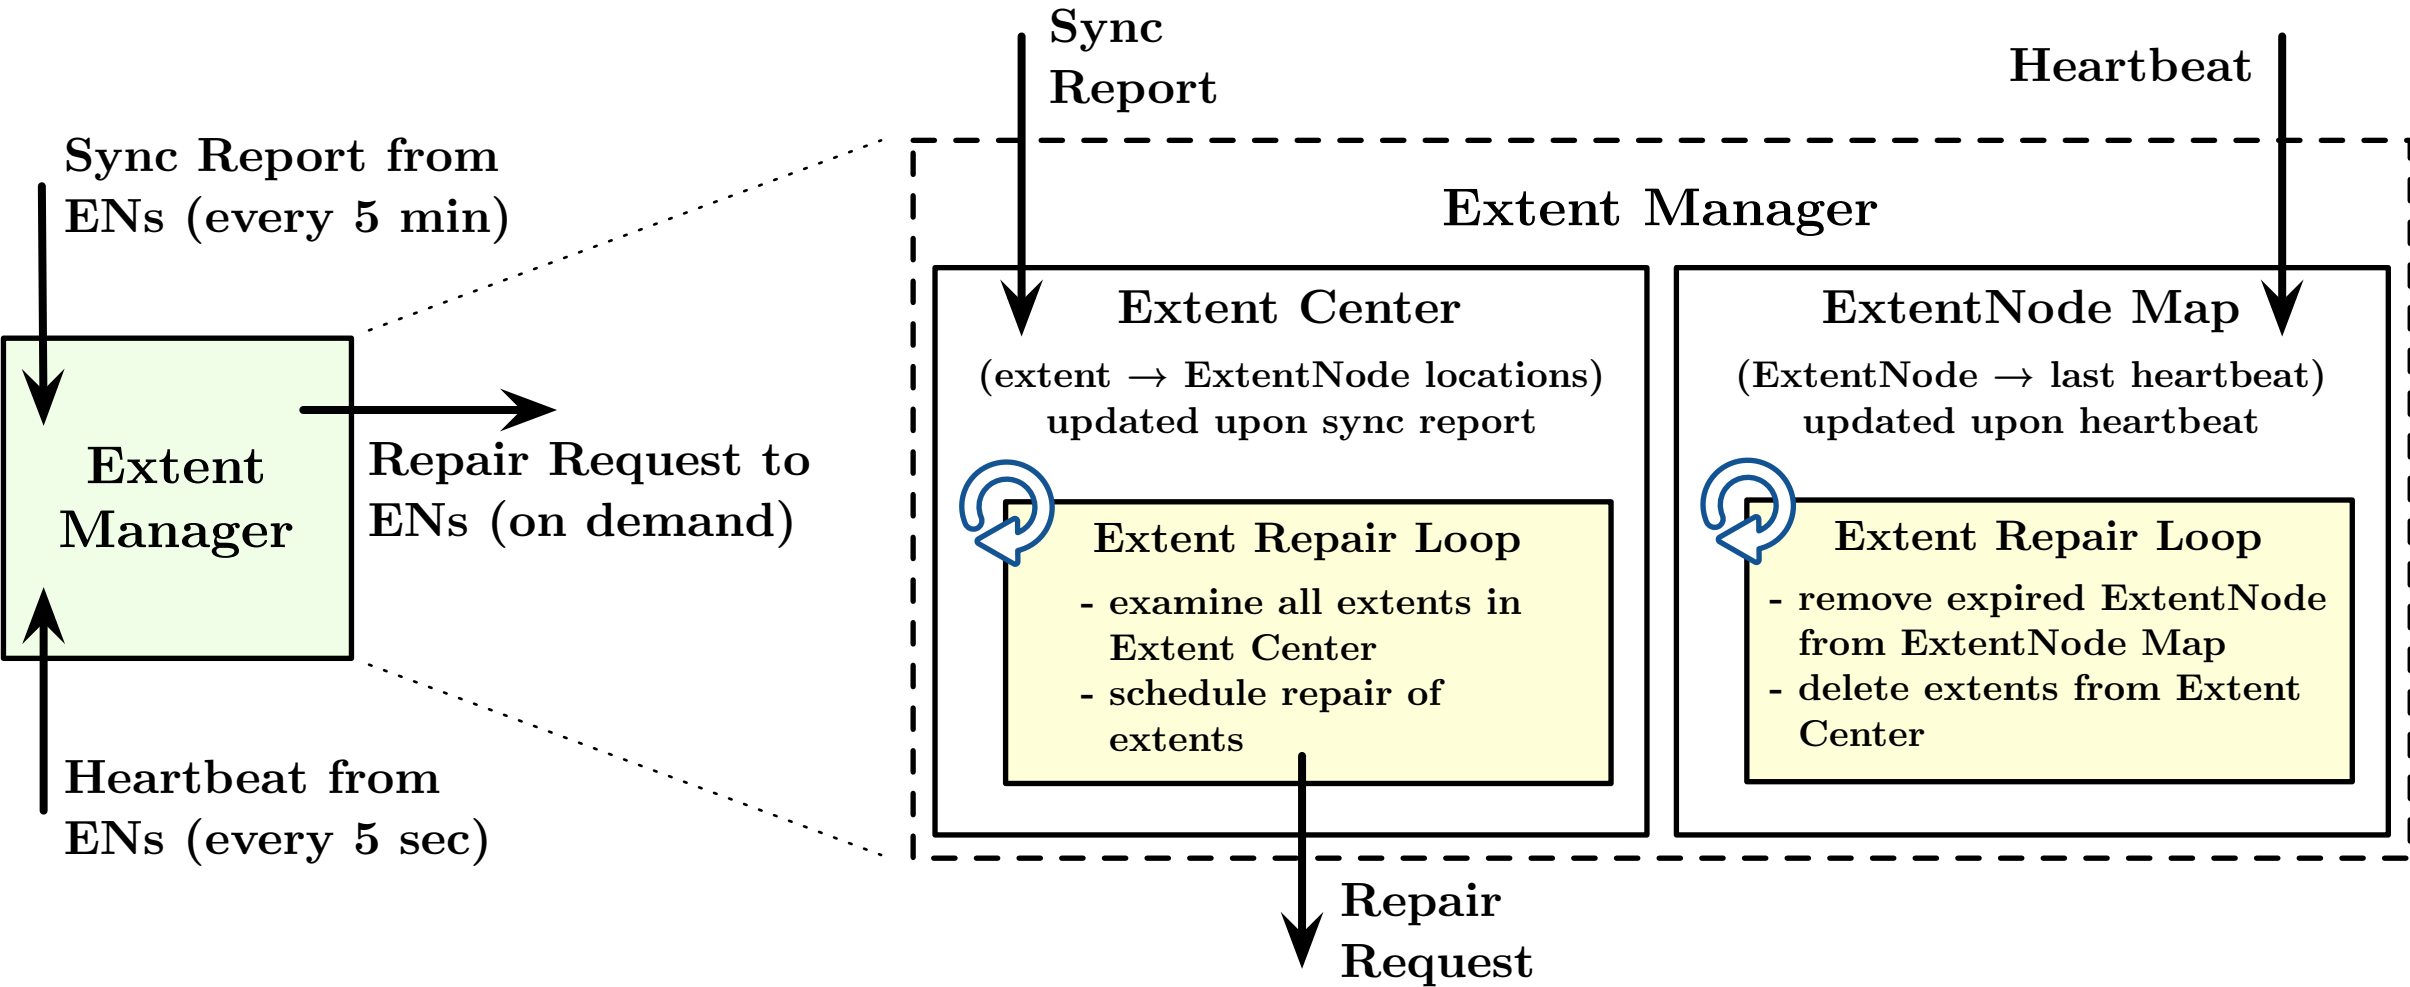 Sync Report from
ENs (every 5 min)
Extent
Manager
Repair Request to
ENs (on demand)
Heartbeat from
ENs (every 5 sec)
Sync
Report
Heartbeat
Extent Manager
Extent Center
(extent → ExtentNode locations)
updated upon sync report
Extent Repair Loop
- examine all extents in
Extent Center
- schedule repair of
extents
Repair
Request
ExtentNode Map
(ExtentNode → last heartbeat)
updated upon heartbeat
Extent Repair Loop
- remove expired ExtentNode
from ExtentNode Map
- delete extents from Extent
Center